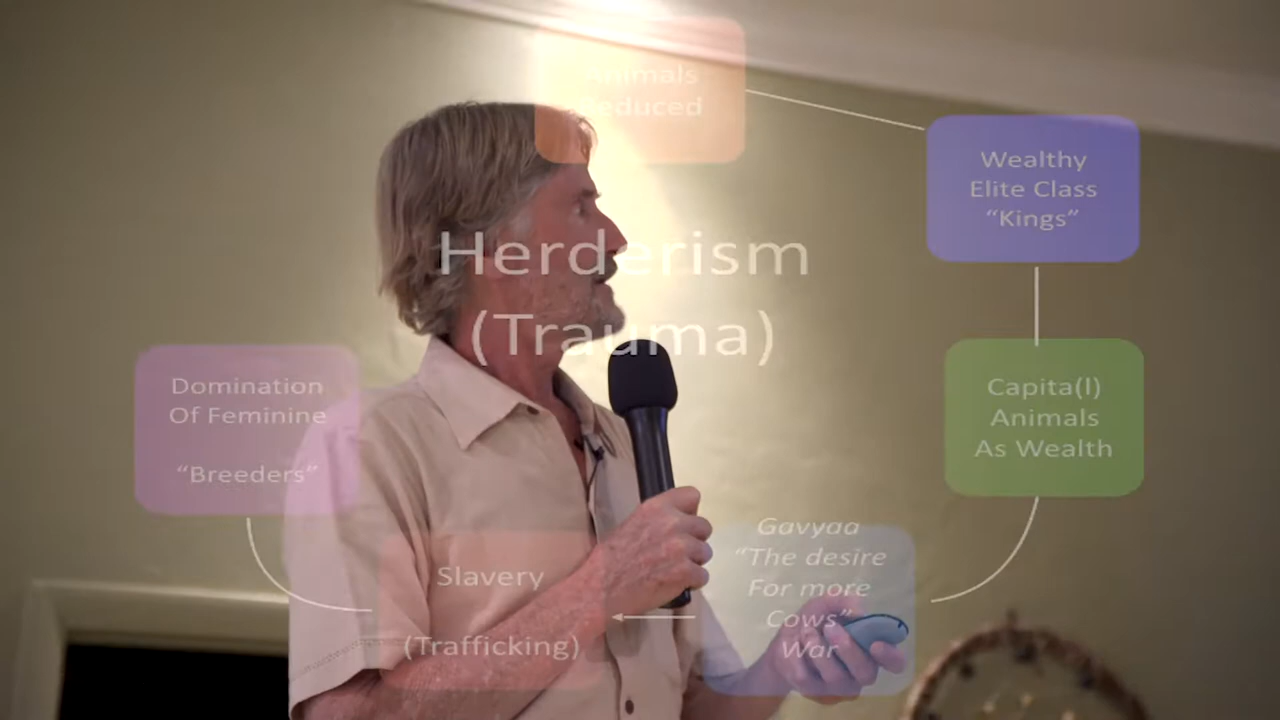 Animals
Reduced
Wealthy
Elite Class
“Kings”
Herderism
(Trauma)
Domination
Of Feminine
“Breeders”
Capita(l)
Animals
As Wealth
Gavyaa
“The desire
For more
Cows”
War
Slavery
(Trafficking)